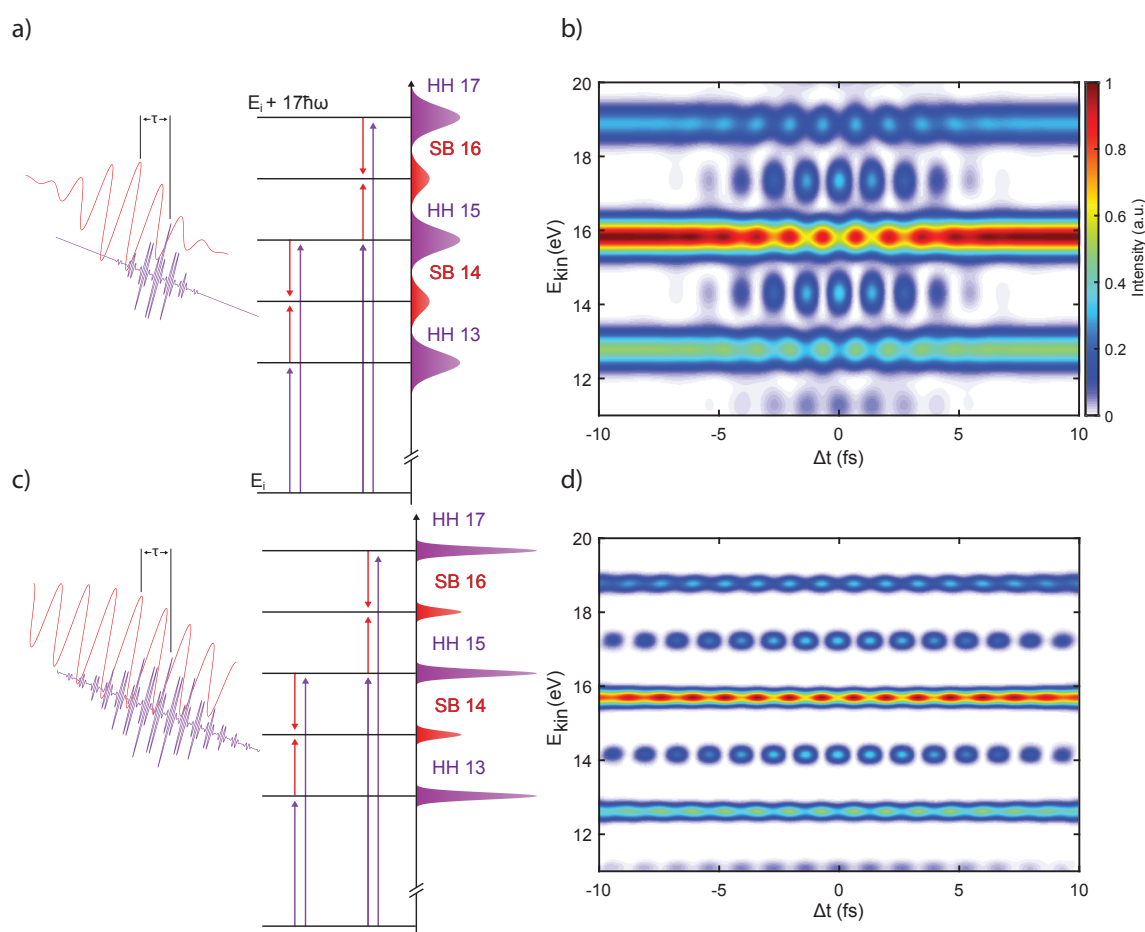 a)
τ
E_i + 17ħω
HH 17
SB 16
HH 15
SB 14
HH 13
E_i
b)
E_kin (eV)
20
18
16
14
12
-10
-5
0
5
10
Δt (fs)
1
0.8
0.6
0.4
0.2
0
Intensity (a.u.)
c)
τ
HH 17
SB 16
HH 15
SB 14
HH 13
d)
E_kin (eV)
20
18
16
14
12
-10
-5
0
5
10
Δt (fs)